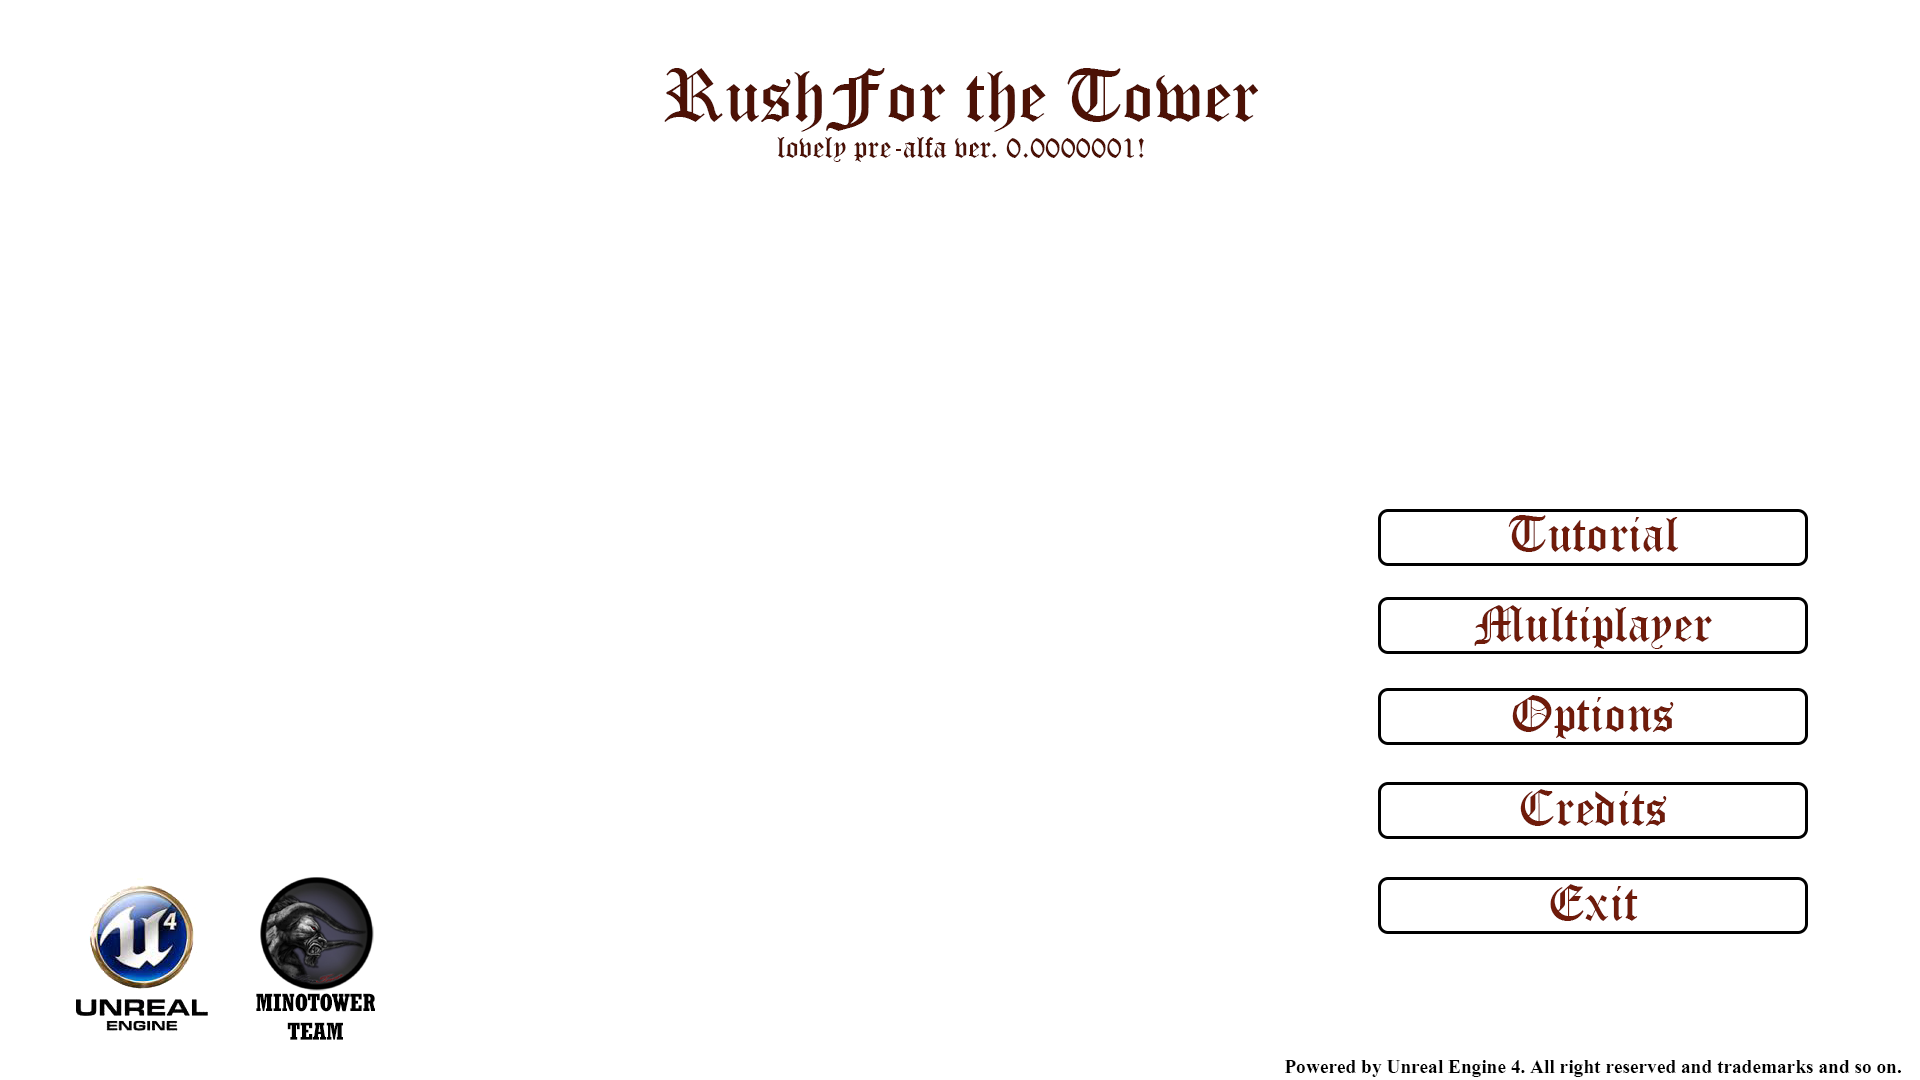 RushFor the Tower
lovely pre-alfa ver. 0.0000001!
Tutorial
Multiplayer
Options
Credits
Exit
4
UNREAL
ENGINE
MINOTOWER
TEAM
Powered by Unreal Engine 4. All right reserved and trademarks and so on.